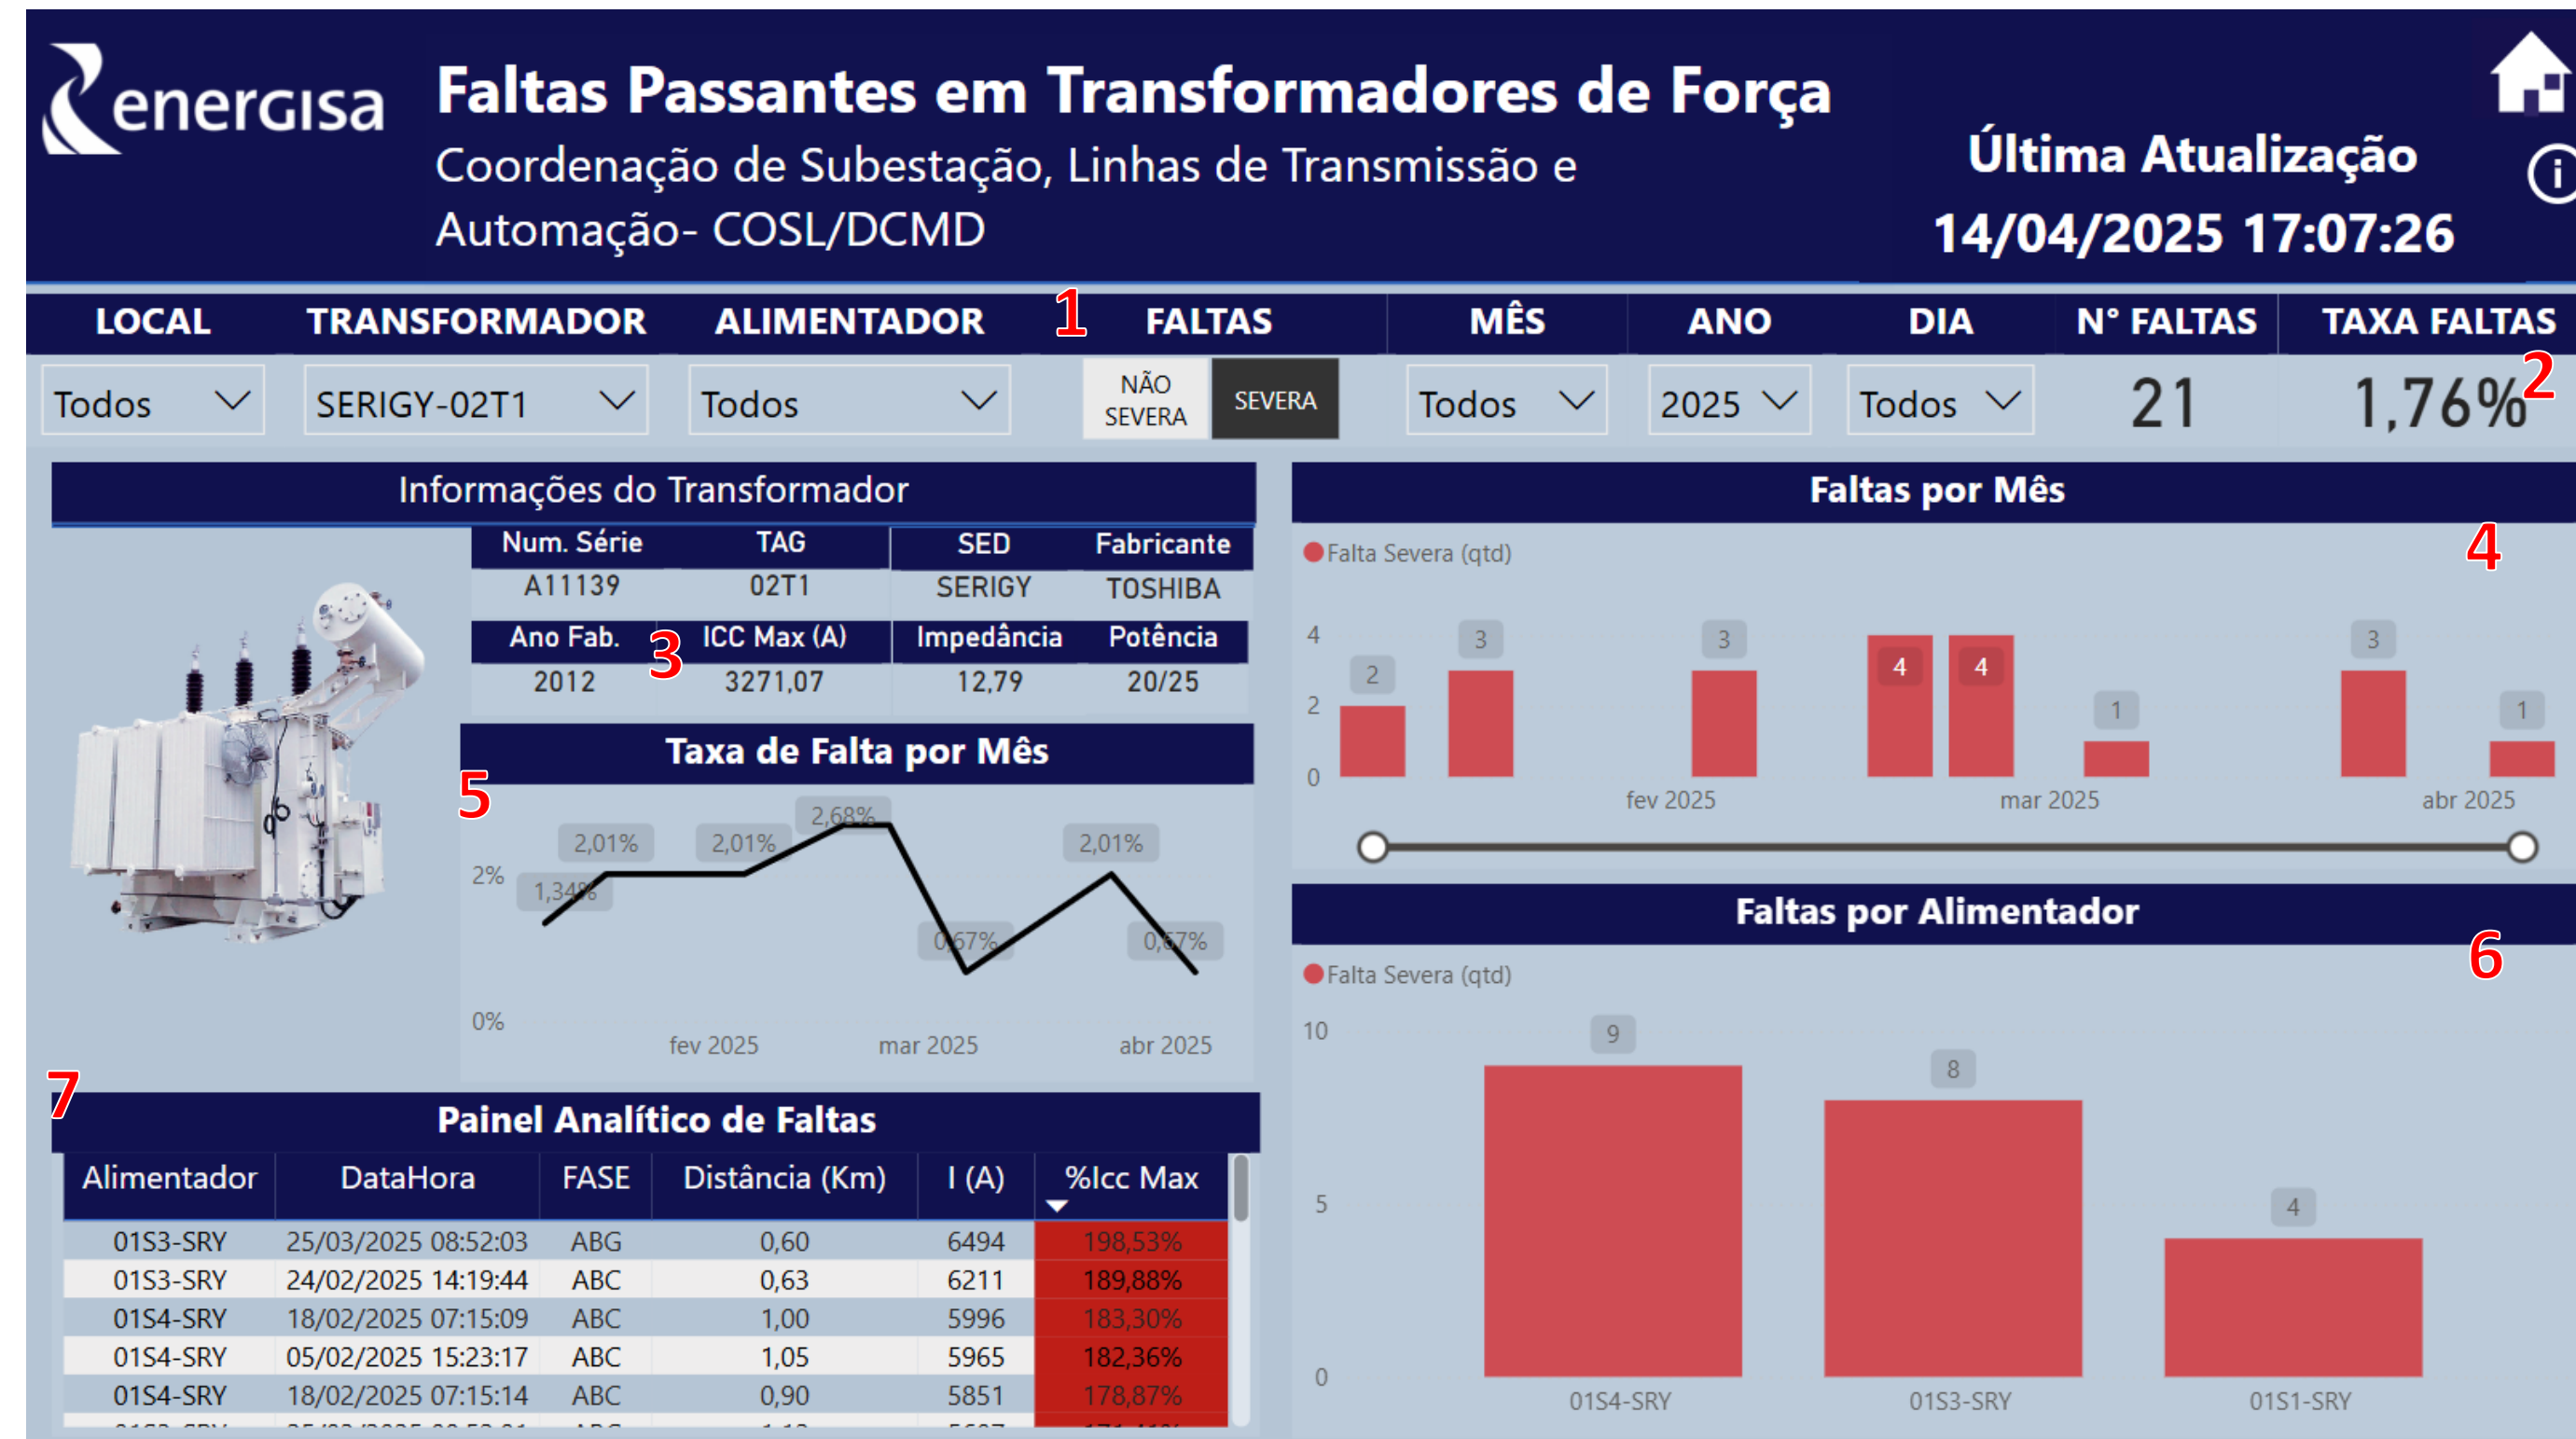 energisa
Faltas Passantes em Transformadores de Força
Coordenação de Subestação, Linhas de Transmissão e
Automação- COSL/DCMD
Última Atualização
14/04/2025 17:07:26
i
LOCAL TRANSFORMADOR ALIMENTADOR 1 FALTAS MÊS ANO DIA N° FALTAS TAXA FALTAS
Todos SERIGY-02T1 Todos NÃO SEVERA SEVERA Todos 2025 Todos 21 1,76% 2
Informações do Transformador
Num. Série TAG SED Fabricante
A11139 02T1 SERIGY TOSHIBA
Ano Fab. 3 ICC Max (A) Impedância Potência
2012 3271,07 12,79 20/25
Faltas por Mês
4
Falta Severa (qtd)
4
2
0
2 3 3 4 4 1 3 1
fev 2025 mar 2025 abr 2025
Taxa de Falta por Mês
5
2%
0%
1,34% 2,01% 2,01% 2,68% 0,67% 2,01% 0,67%
fev 2025 mar 2025 abr 2025
Faltas por Alimentador
6
Falta Severa (qtd)
10
5
0
9 8 4
01S4-SRY 01S3-SRY 01S1-SRY
7
Painel Analítico de Faltas
Alimentador DataHora FASE Distância (Km) I (A) %Icc Max
01S3-SRY 25/03/2025 08:52:03 ABG 0,60 6494 198,53%
01S3-SRY 24/02/2025 14:19:44 ABC 0,63 6211 189,88%
01S4-SRY 18/02/2025 07:15:09 ABC 1,00 5996 183,30%
01S4-SRY 05/02/2025 15:23:17 ABC 1,05 5965 182,36%
01S4-SRY 18/02/2025 07:15:14 ABC 0,90 5851 178,87%